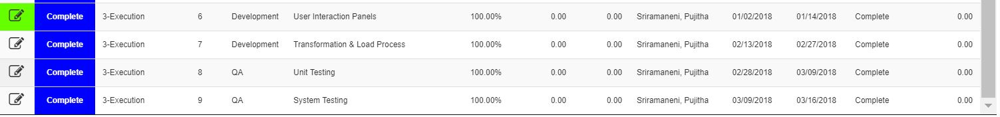 Complete 3-Execution 6 Development User Interaction Panels 100.00% 0.00 0.00 Sriramaneni, Pujitha 01/02/2018 01/14/2018 Complete 0.00
Complete 3-Execution 7 Development Transformation & Load Process 100.00% 0.00 0.00 Sriramaneni, Pujitha 02/13/2018 02/27/2018 Complete 0.00
Complete 3-Execution 8 QA Unit Testing 100.00% 0.00 0.00 Sriramaneni, Pujitha 02/28/2018 03/09/2018 Complete 0.00
Complete 3-Execution 9 QA System Testing 100.00% 0.00 0.00 Sriramaneni, Pujitha 03/09/2018 03/16/2018 Complete 0.00